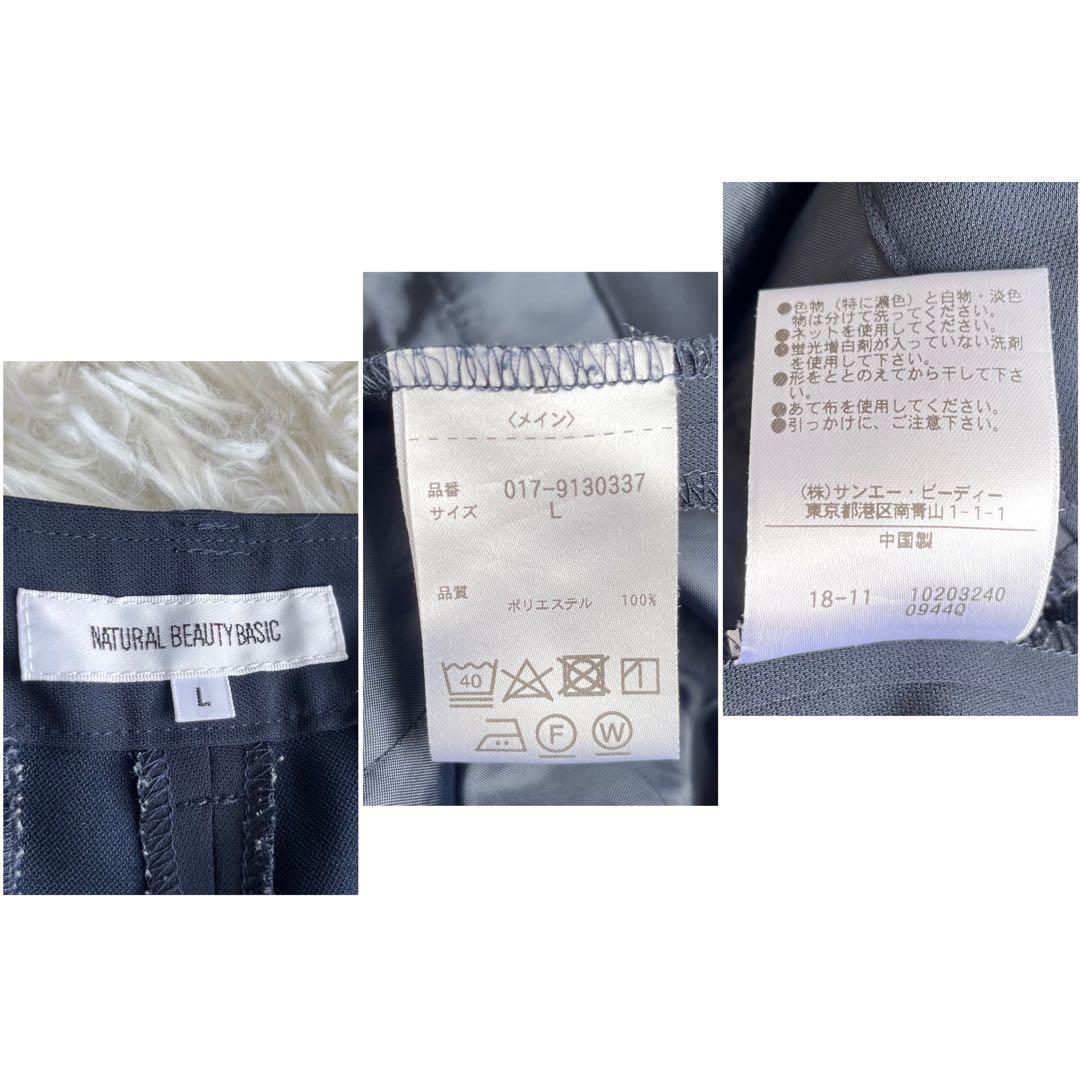 NATURAL BEAUTY BASIC
L
〈メイン〉
品番 017-9130337
サイズ L
品質 ポリエステル 100%
40
F W
●色物（特に濃色）と白物・淡色
物は分けて洗ってください。
●ネットを使用してください。
●蛍光増白剤が入っていない洗剤
を使用して下さい。
●形をととのえてから干して下さ
い。
●あて布を使用してください。
●引っかけに、ご注意下さい。
(株)サンエー・ビーディー
東京都港区南青山1-1-1
中国製
18-11 10203240
0944Q